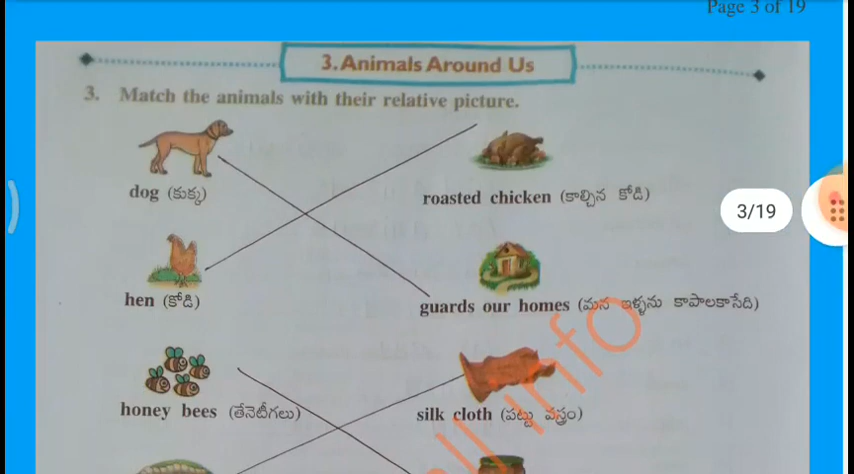 Page 3 of 19
3.Animals Around Us
3. Match the animals with their relative picture.
dog (కుక్క)
roasted chicken (కాల్చిన కోడి)
3/19
hen (కోడి)
guards our homes (మన ఇళ్ళను కాపాలకాసేది)
honey bees (తేనెటీగలు)
silk cloth (పట్టు వస్త్రం)
info